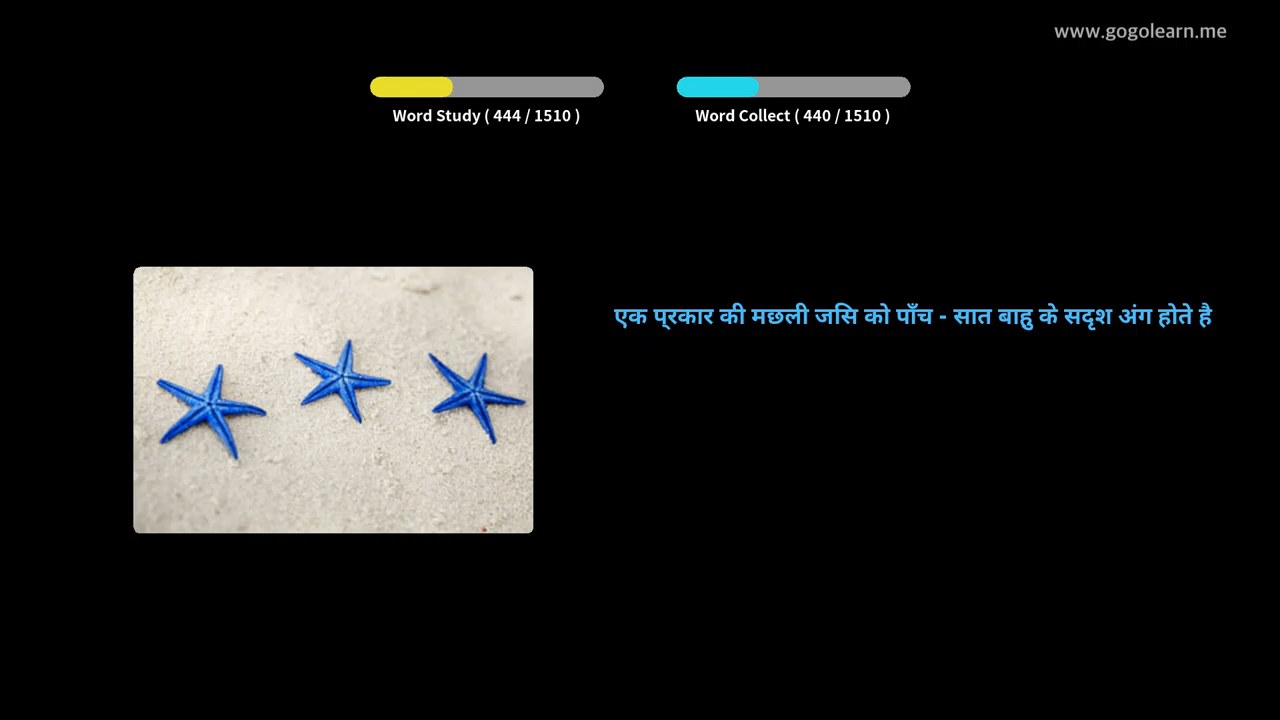 www.gogolearn.me
Word Study ( 444 / 1510 )
Word Collect ( 440 / 1510 )
एक प्रकार की मछली जसि को पाँच - सात बाहु के सदृश अंग होते है